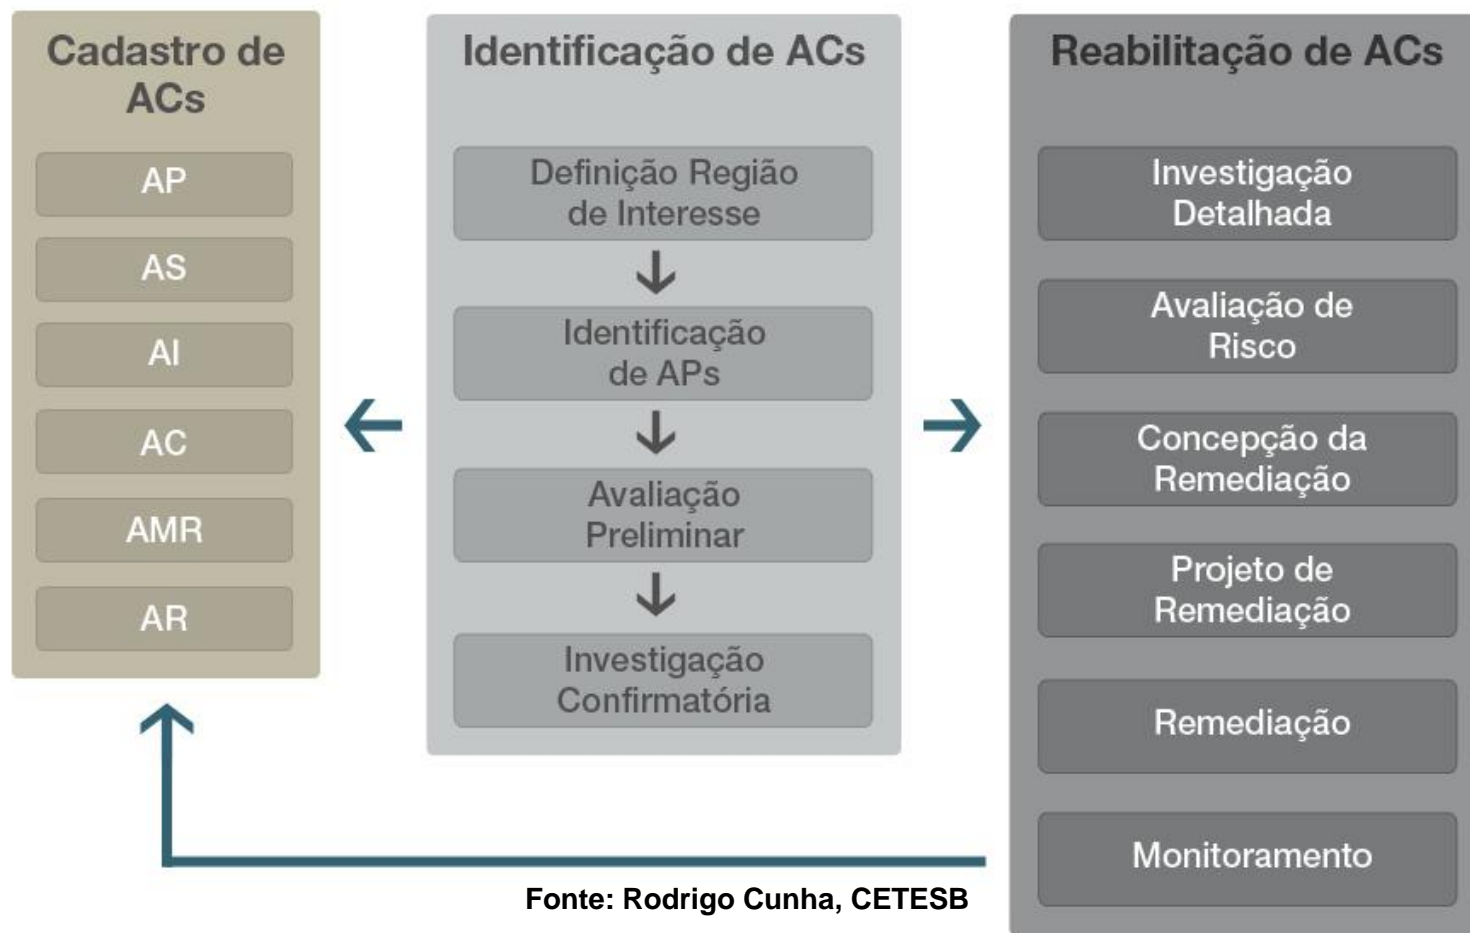 Cadastro de
ACs
AP
AS
AI
AC
AMR
AR
Identificação de ACs
Definição Região
de Interesse
Identificação
de APs
Avaliação
Preliminar
Investigação
Confirmatória
Reabilitação de ACs
Investigação
Detalhada
Avaliação de
Risco
Concepção da
Remediação
Projeto de
Remediação
Remediação
Monitoramento
Fonte: Rodrigo Cunha, CETESB